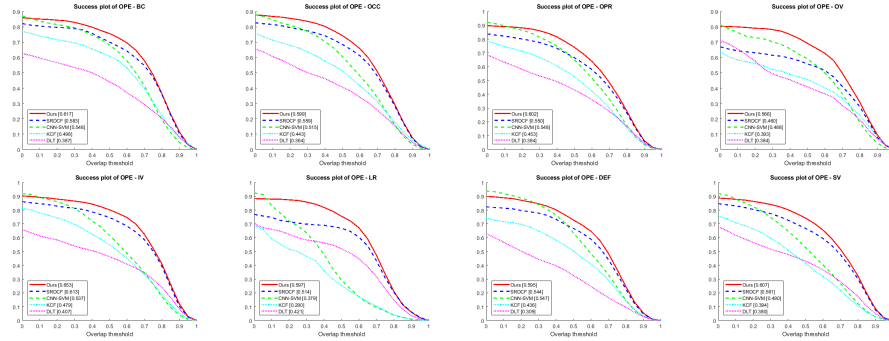 Success plot of OPE - BC
Ours [0.617]
SRDCF [0.583]
CNN-SVM [0.548]
KCF [0.498]
DLT [0.387]
Overlap threshold
Success plot of OPE - OCC
Ours [0.599]
SRDCF [0.559]
CNN-SVM [0.515]
KCF [0.443]
DLT [0.364]
Overlap threshold
Success plot of OPE - OPR
Ours [0.602]
SRDCF [0.550]
CNN-SVM [0.548]
KCF [0.453]
DLT [0.384]
Overlap threshold
Success plot of OPE - OV
Ours [0.566]
SRDCF [0.460]
CNN-SVM [0.488]
KCF [0.393]
DLT [0.384]
Overlap threshold
Success plot of OPE - IV
Ours [0.653]
SRDCF [0.613]
CNN-SVM [0.537]
KCF [0.479]
DLT [0.407]
Overlap threshold
Success plot of OPE - LR
Ours [0.597]
SRDCF [0.514]
CNN-SVM [0.379]
KCF [0.290]
DLT [0.421]
Overlap threshold
Success plot of OPE - DEF
Ours [0.595]
SRDCF [0.544]
CNN-SVM [0.547]
KCF [0.436]
DLT [0.309]
Overlap threshold
Success plot of OPE - SV
Ours [0.607]
SRDCF [0.561]
CNN-SVM [0.490]
KCF [0.394]
DLT [0.380]
Overlap threshold